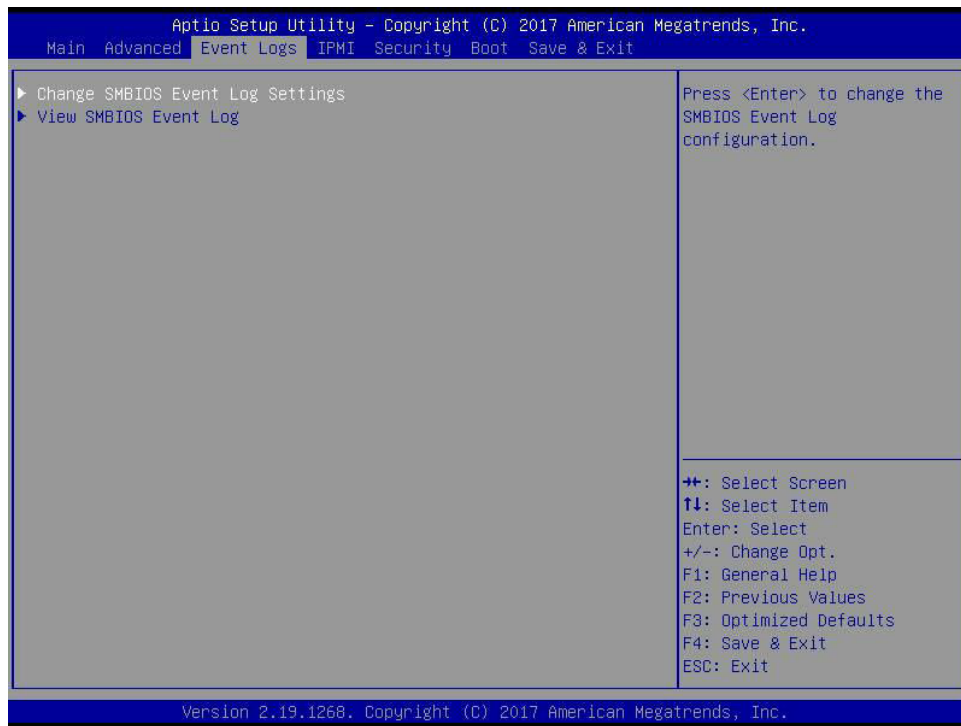 Aptio Setup Utility – Copyright (C) 2017 American Megatrends, Inc.
Main Advanced Event Logs IPMI Security Boot Save & Exit
▶ Change SMBIOS Event Log Settings
▶ View SMBIOS Event Log
Press <Enter> to change the
SMBIOS Event Log
configuration.
→←: Select Screen
↑↓: Select Item
Enter: Select
+/-: Change Opt.
F1: General Help
F2: Previous Values
F3: Optimized Defaults
F4: Save & Exit
ESC: Exit
Version 2.19.1268. Copyright (C) 2017 American Megatrends, Inc.